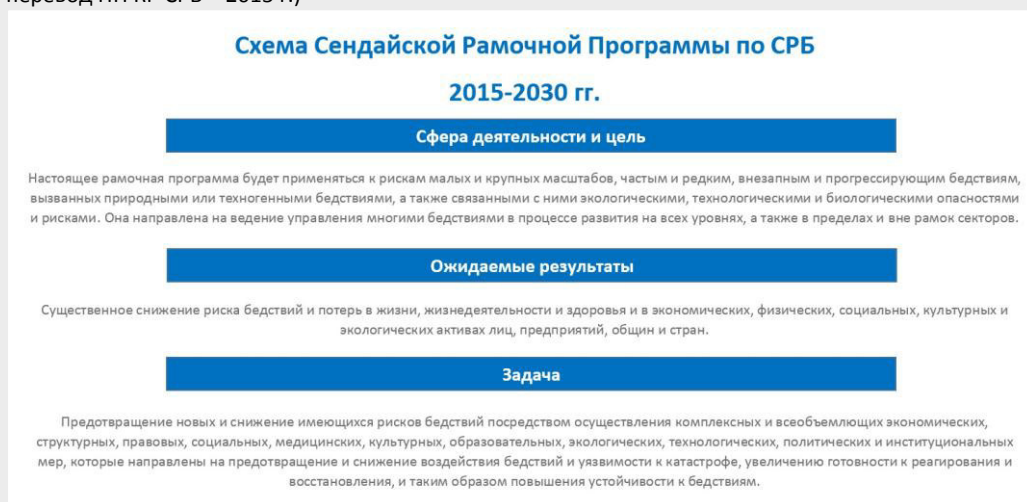 Схема Сендайской Рамочной Программы по СРБ
2015-2030 гг.
Сфера деятельности и цель
Настоящее рамочная программа будет применяться к рискам малых и крупных масштабов, частым и редким, внезапным и прогрессирующим бедствиям,
вызванных природными или техногенными бедствиями, а также связанными с ними экологическими, технологическими и биологическими опасностями
и рисками. Она направлена на ведение управления многими бедствиями в процессе развития на всех уровнях, а также в пределах и вне рамок секторов.
Ожидаемые результаты
Существенное снижение риска бедствий и потерь в жизни, жизнедеятельности и здоровья и в экономических, физических, социальных, культурных и
экологических активах лиц, предприятий, общин и стран.
Задача
Предотвращение новых и снижение имеющихся рисков бедствий посредством осуществления комплексных и всеобъемлющих экономических,
структурных, правовых, социальных, медицинских, культурных, образовательных, экологических, технологических, политических и институциональных
мер, которые направлены на предотвращение и снижение воздействия бедствий и уязвимости к катастрофе, увеличению готовности к реагирования и
восстановления, и таким образом повышения устойчивости к бедствиям.